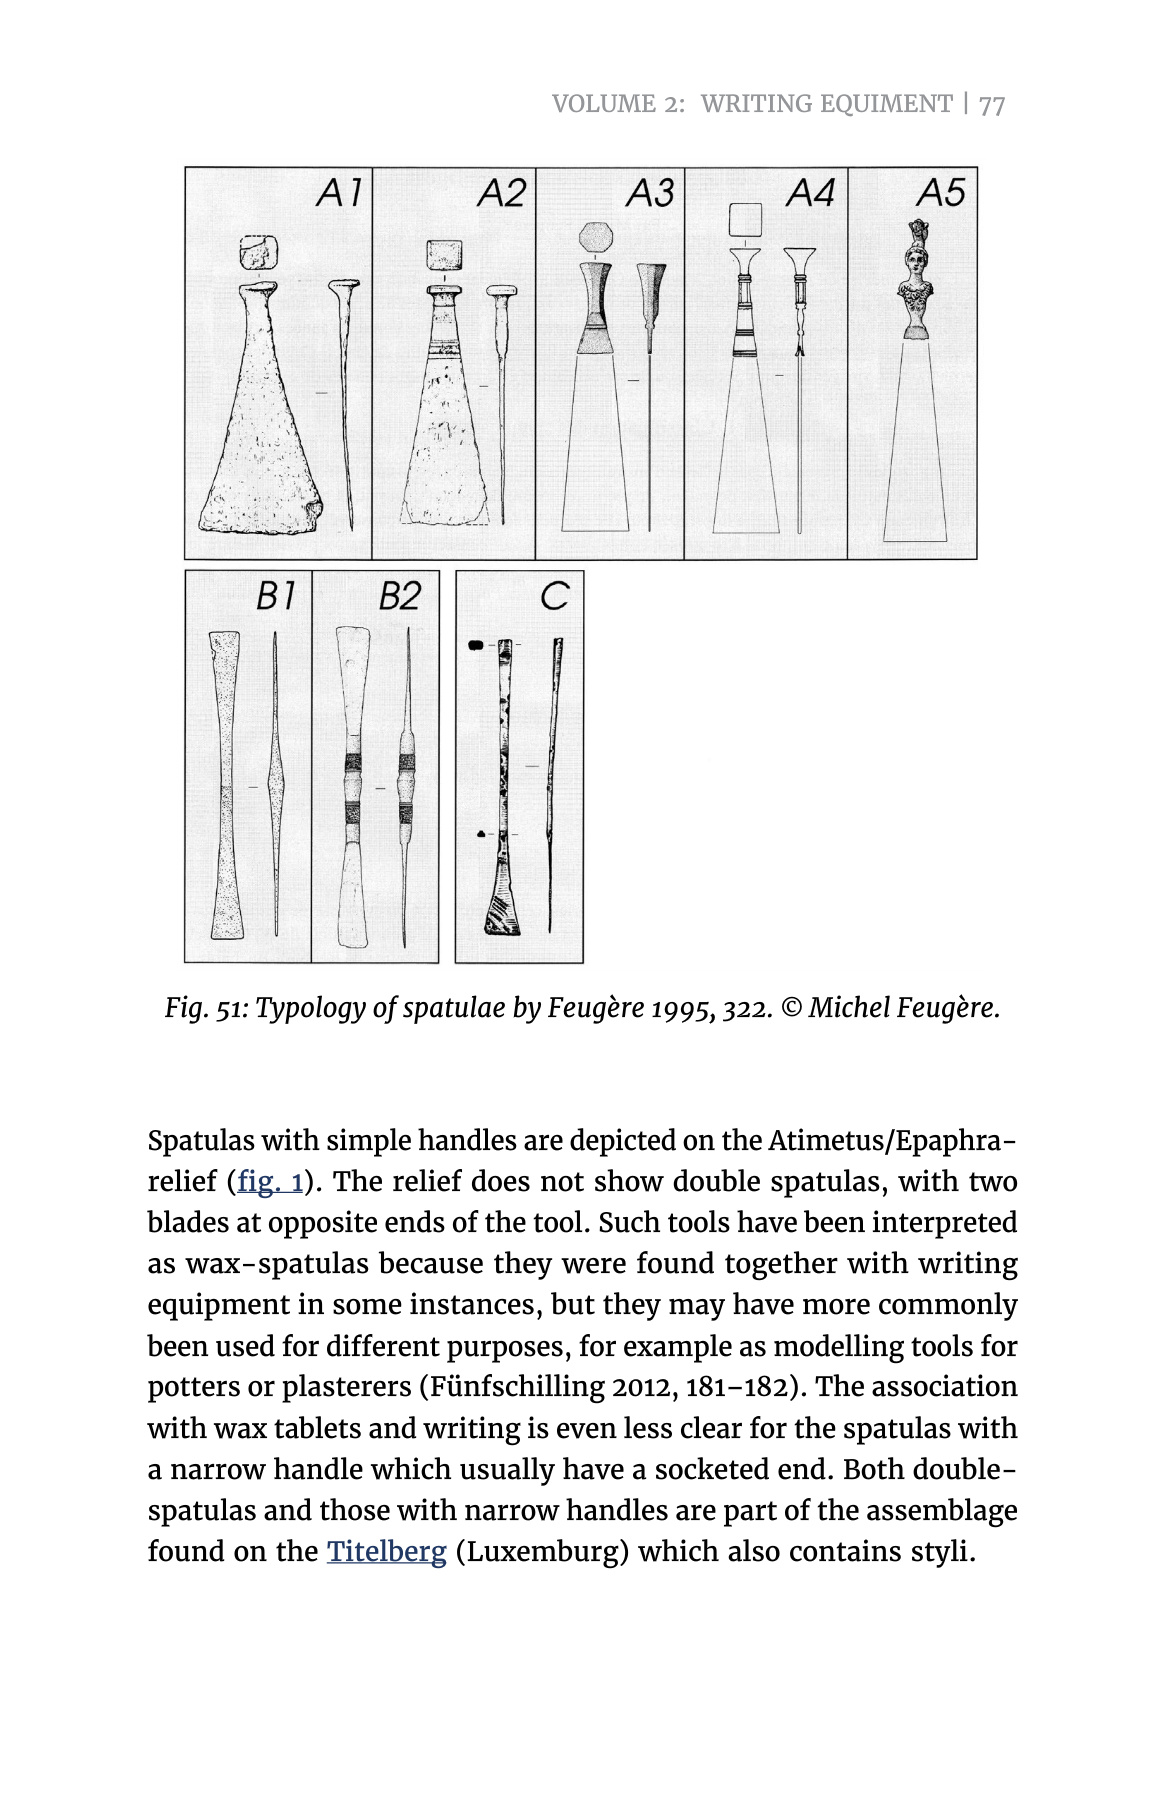 VOLUME 2: WRITING EQUIMENT | 77
A1 A2 A3 A4 A5
B1 B2 C
Fig. 51: Typology of spatulae by Feugère 1995, 322. © Michel Feugère.
Spatulas with simple handles are depicted on the Atimetus/Epaphra-
relief (fig. 1). The relief does not show double spatulas, with two
blades at opposite ends of the tool. Such tools have been interpreted
as wax-spatulas because they were found together with writing
equipment in some instances, but they may have more commonly
been used for different purposes, for example as modelling tools for
potters or plasterers (Fünfschilling 2012, 181–182). The association
with wax tablets and writing is even less clear for the spatulas with
a narrow handle which usually have a socketed end. Both double-
spatulas and those with narrow handles are part of the assemblage
found on the Titelberg (Luxemburg) which also contains styli.